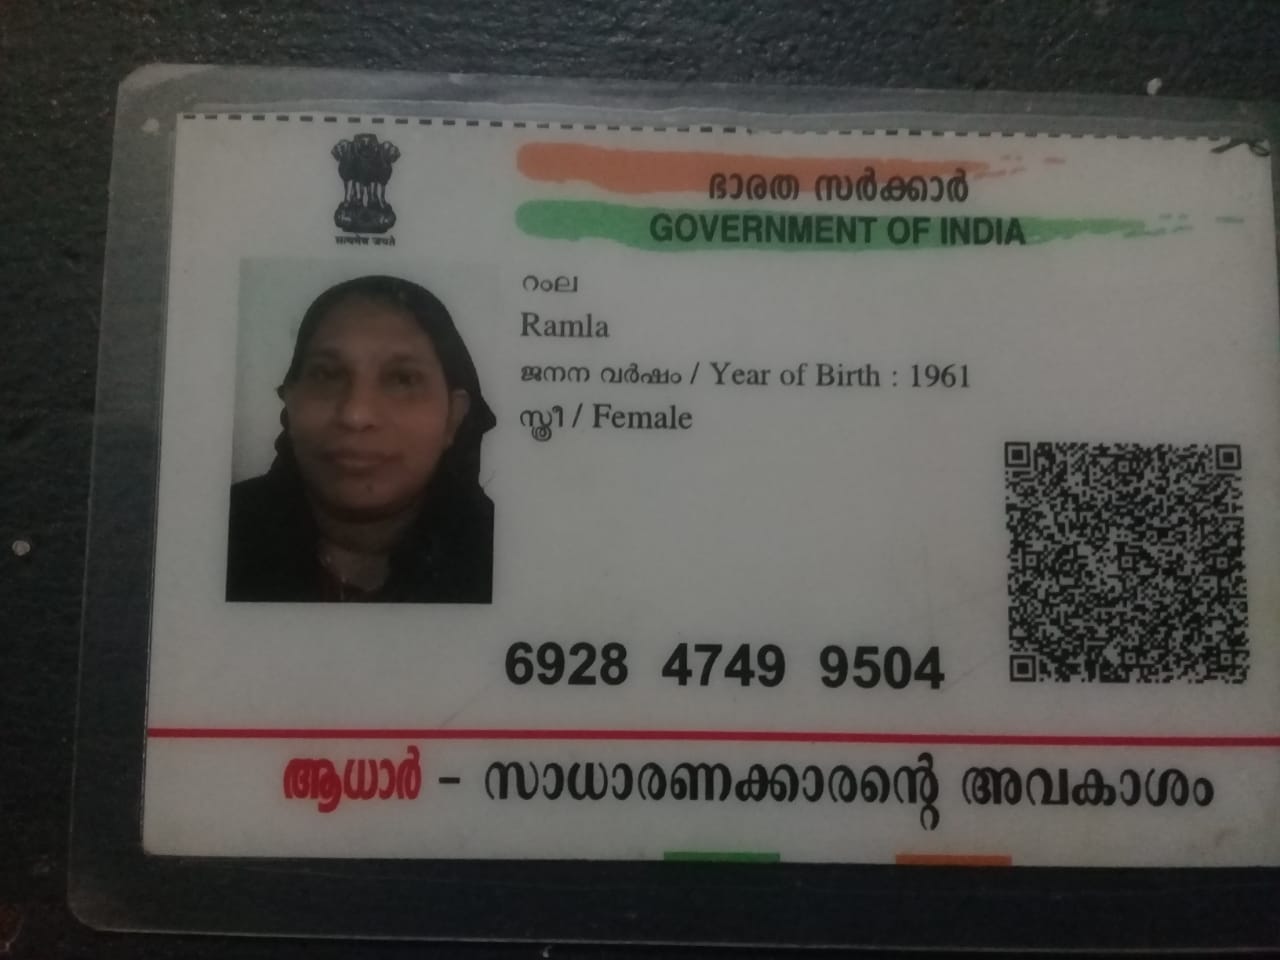 सत्यमेव जयते
ഭാരത സർക്കാർ
GOVERNMENT OF INDIA
റംല
Ramla
ജനന വർഷം / Year of Birth : 1961
സ്ത്രീ / Female
6928 4749 9504
ആധാർ - സാധാരണക്കാരന്റെ അവകാശം